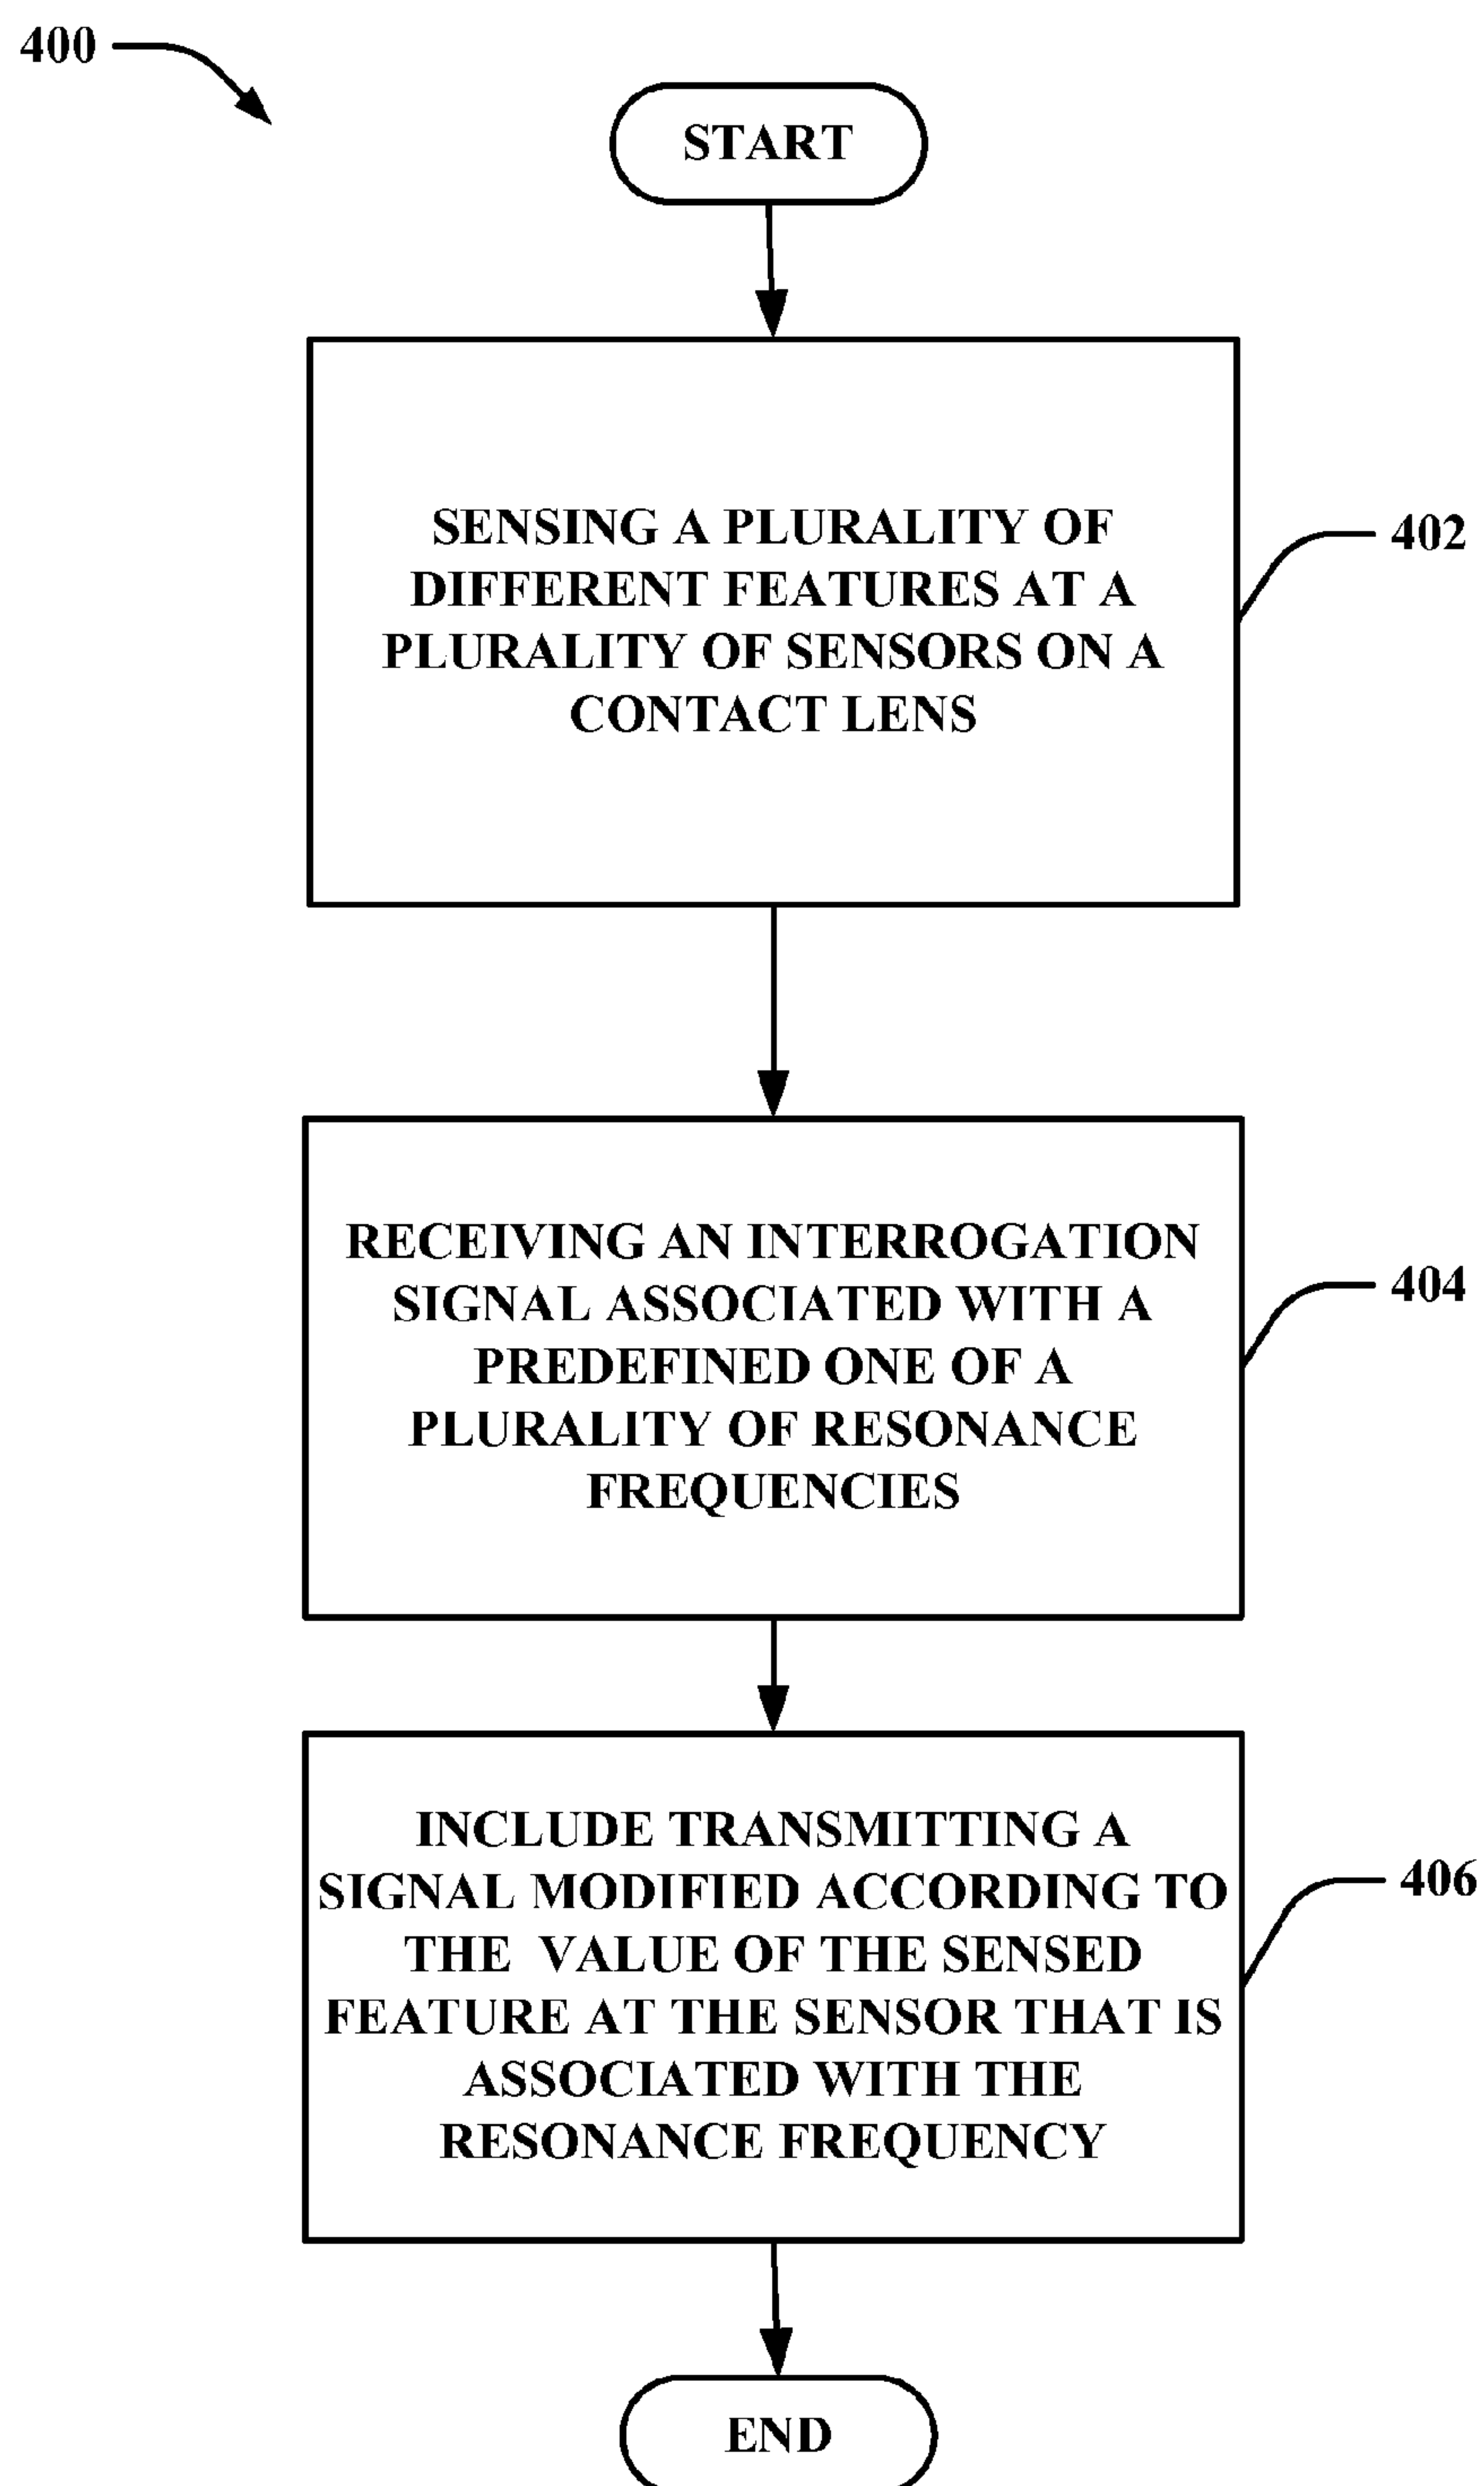 400
START
SENSING A PLURALITY OF
DIFFERENT FEATURES AT A
PLURALITY OF SENSORS ON A
CONTACT LENS
402
RECEIVING AN INTERROGATION
SIGNAL ASSOCIATED WITH A
PREDEFINED ONE OF A
PLURALITY OF RESONANCE
FREQUENCIES
404
INCLUDE TRANSMITTING A
SIGNAL MODIFIED ACCORDING TO
THE VALUE OF THE SENSED
FEATURE AT THE SENSOR THAT IS
ASSOCIATED WITH THE
RESONANCE FREQUENCY
406
END